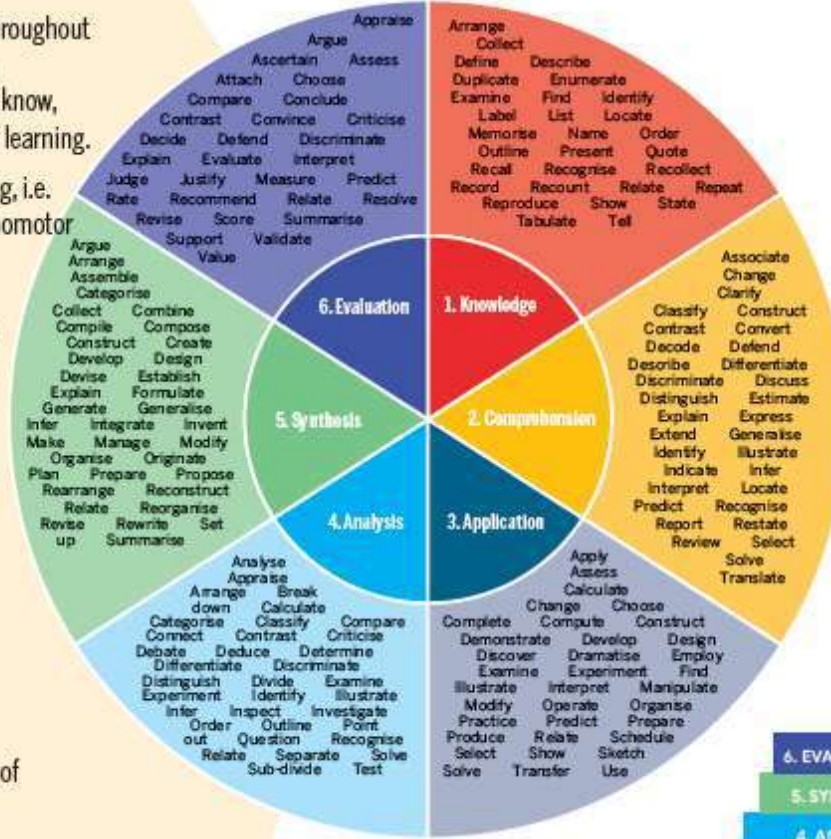 roughout
know,
learning.
g, i.e.
omotor
of
Appraise
Argue
Ascertain Assess
Attach Choose
Compare Conclude
Contrast Convince Criticise
Decide Defend Discriminate
Explain Evaluate Interpret
Judge Justify Measure Predict
Rate Recommend Relate Resolve
Revise Score Summarise
Support Validate
Value
6. Evaluation
Arrange
Collect
Define Describe
Duplicate Enumerate
Examine Find Identify
Label List Locate
Memorise Name Order
Outline Present Quote
Recall Recognise Recollect
Record Recount Relate Repeat
Reproduce Show State
Tabulate Tell
1. Knowledge
Associate
Change
Clarify
Classify Construct
Contrast Convert
Decode Defend
Describe Differentiate
Discriminate Discuss
Distinguish Estimate
Explain Express
Extend Generalise
Identify Illustrate
Indicate Infer
Interpret Locate
Predict Recognise
Report Restate
Review Select
Solve
Translate
2. Comprehension
Apply
Assess
Calculate
Change Choose
Complete Compute Construct
Demonstrate Develop Design
Discover Dramatise Employ
Examine Experiment Find
Illustrate Interpret Manipulate
Modify Operate Organise
Practice Predict Prepare
Produce Relate Schedule
Select Show Sketch
Solve Transfer Use
3. Application
Analyse
Appraise
Arrange Break
down Calculate
Categorise Classify Compare
Connect Contrast Criticise
Debate Deduce Determine
Differentiate Discriminate
Distinguish Divide Examine
Experiment Identify Illustrate
Infer Inspect Investigate
Order Outline Point
out Question Recognise
Relate Separate Solve
Sub-divide Test
4. Analysis
Argue
Arrange
Assemble
Categorise
Collect Combine
Compile Compose
Construct Create
Develop Design
Devise Establish
Explain Formulate
Generate Generalise
Infer Integrate Invent
Make Manage Modify
Organise Originate
Plan Prepare Propose
Rearrange Reconstruct
Relate Reorganise
Revise Rewrite Set
up Summarise
5. Synthesis
6. EVA
5. SY